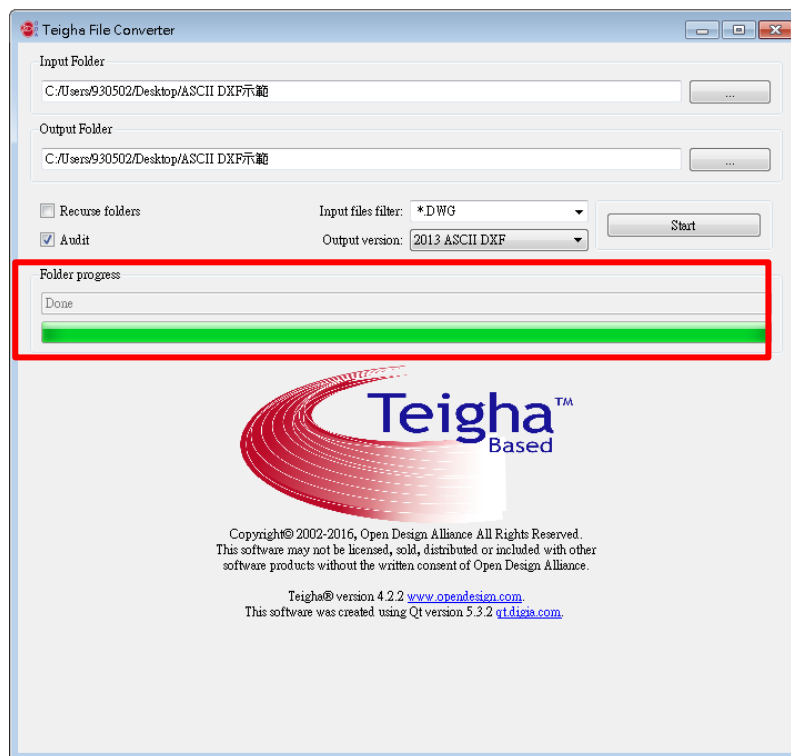 Teigha File Converter
Input Folder
C:/Users/930502/Desktop/ASCII DXF示範
...
Output Folder
C:/Users/930502/Desktop/ASCII DXF示範
...
Recurse folders
Input files filter: *.DWG
Start
Audit
Output version: 2013 ASCII DXF
Folder progress
Done
Teigha™
Based
Copyright© 2002-2016, Open Design Alliance All Rights Reserved.
This software may not be licensed, sold, distributed or included with other
software products without the written consent of Open Design Alliance.
Teigha® version 4.2.2 www.opendesign.com.
This software was created using Qt version 5.3.2 qt.digia.com.